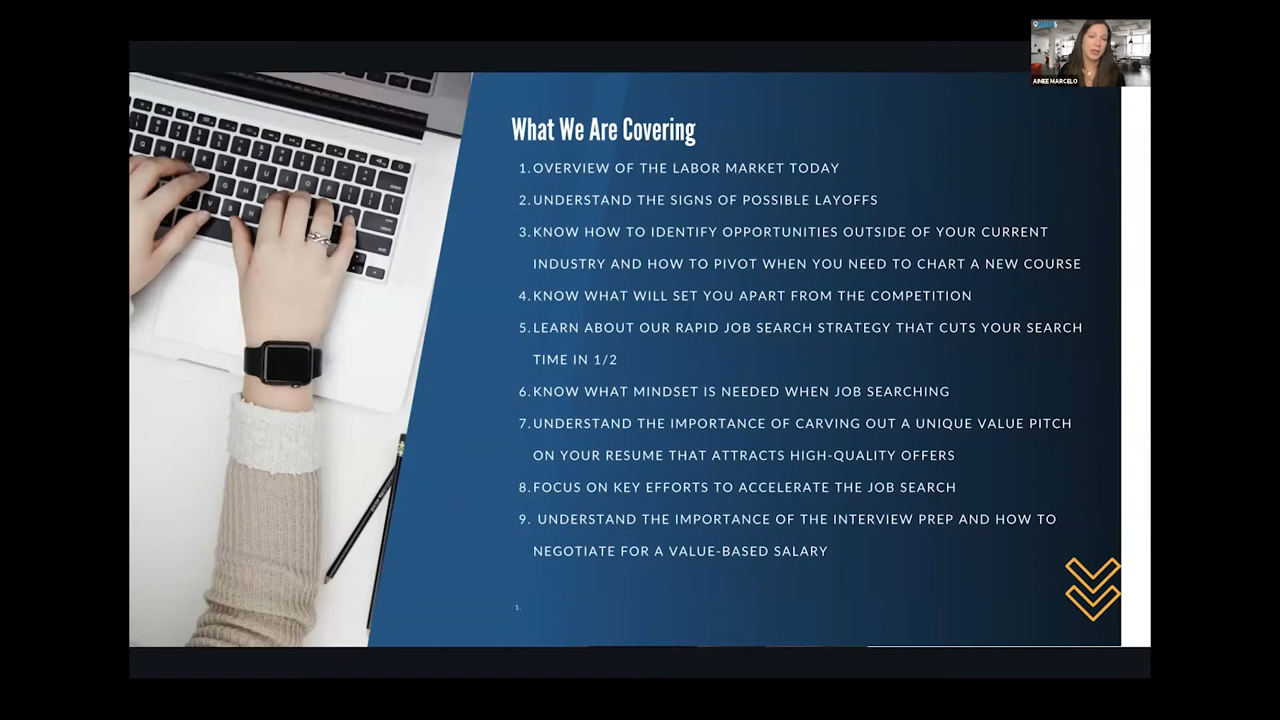 AIMEE MARCELO
What We Are Covering
1. OVERVIEW OF THE LABOR MARKET TODAY
2. UNDERSTAND THE SIGNS OF POSSIBLE LAYOFFS
3. KNOW HOW TO IDENTIFY OPPORTUNITIES OUTSIDE OF YOUR CURRENT
INDUSTRY AND HOW TO PIVOT WHEN YOU NEED TO CHART A NEW COURSE
4. KNOW WHAT WILL SET YOU APART FROM THE COMPETITION
5. LEARN ABOUT OUR RAPID JOB SEARCH STRATEGY THAT CUTS YOUR SEARCH
TIME IN 1/2
6. KNOW WHAT MINDSET IS NEEDED WHEN JOB SEARCHING
7. UNDERSTAND THE IMPORTANCE OF CARVING OUT A UNIQUE VALUE PITCH
ON YOUR RESUME THAT ATTRACTS HIGH-QUALITY OFFERS
8. FOCUS ON KEY EFFORTS TO ACCELERATE THE JOB SEARCH
9. UNDERSTAND THE IMPORTANCE OF THE INTERVIEW PREP AND HOW TO
NEGOTIATE FOR A VALUE-BASED SALARY
1.